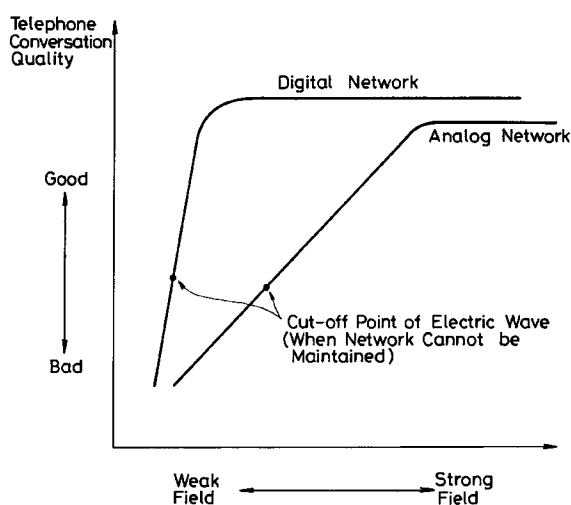 Telephone
Conversation
Quality
Digital Network
Analog Network
Good
Bad
Cut-off Point of Electric Wave
(When Network Cannot be
Maintained)
Weak
Field
Strong
Field